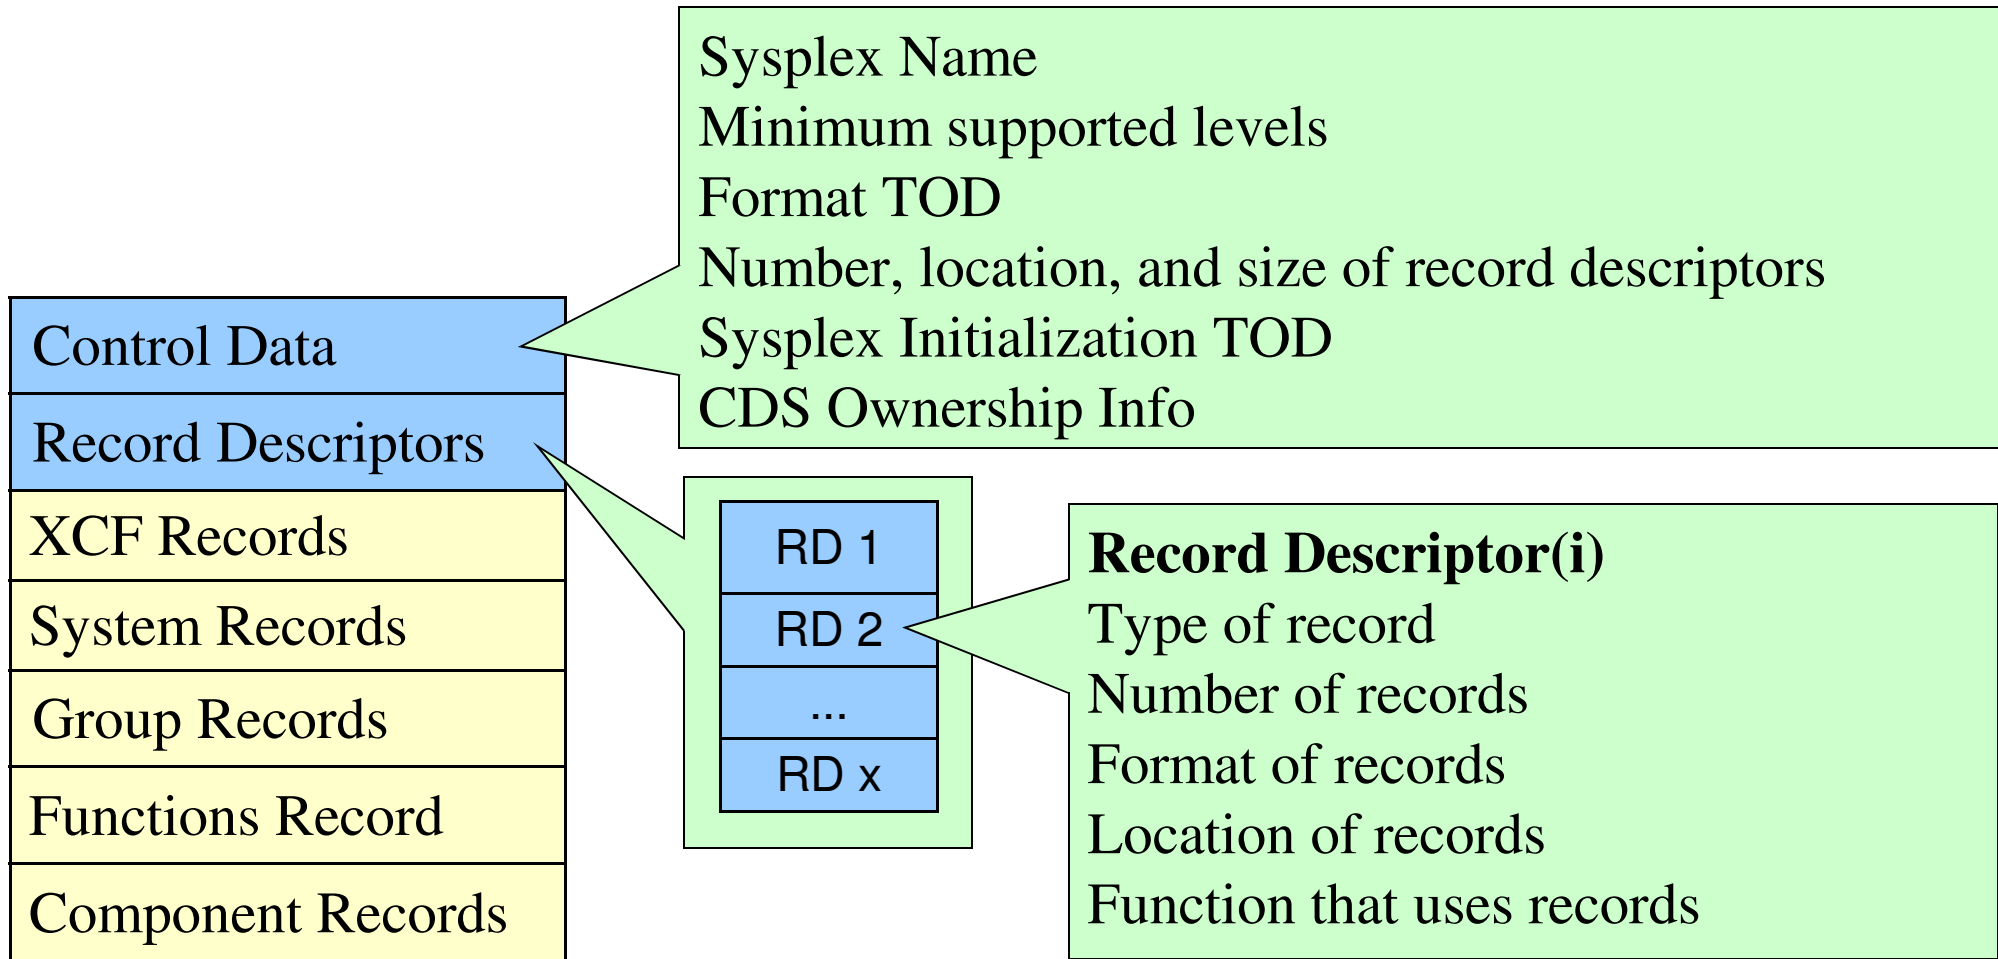 Sysplex Name
Minimum supported levels
Format TOD
Number, location, and size of record descriptors
Sysplex Initialization TOD
CDS Ownership Info
Control Data
Record Descriptors
XCF Records
System Records
Group Records
Functions Record
Component Records
RD 1
RD 2
...
RD x
Record Descriptor(i)
Type of record
Number of records
Format of records
Location of records
Function that uses records